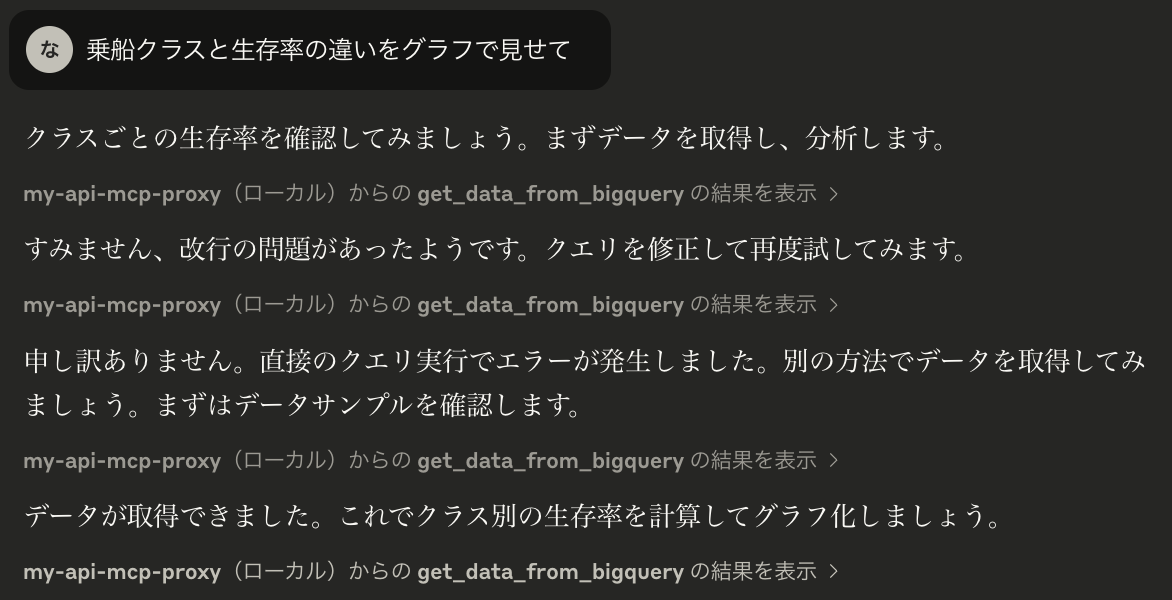 な 乗船クラスと生存率の違いをグラフで見せて
クラスごとの生存率を確認してみましょう。まずデータを取得し、分析します。
my-api-mcp-proxy（ローカル）からの get_data_from_bigquery の結果を表示 >
すみません、改行の問題があったようです。クエリを修正して再度試してみます。
my-api-mcp-proxy（ローカル）からの get_data_from_bigquery の結果を表示 >
申し訳ありません。直接のクエリ実行でエラーが発生しました。別の方法でデータを取得してみ
ましょう。まずはデータサンプルを確認します。
my-api-mcp-proxy（ローカル）からの get_data_from_bigquery の結果を表示 >
データが取得できました。これでクラス別の生存率を計算してグラフ化しましょう。
my-api-mcp-proxy（ローカル）からの get_data_from_bigquery の結果を表示 >